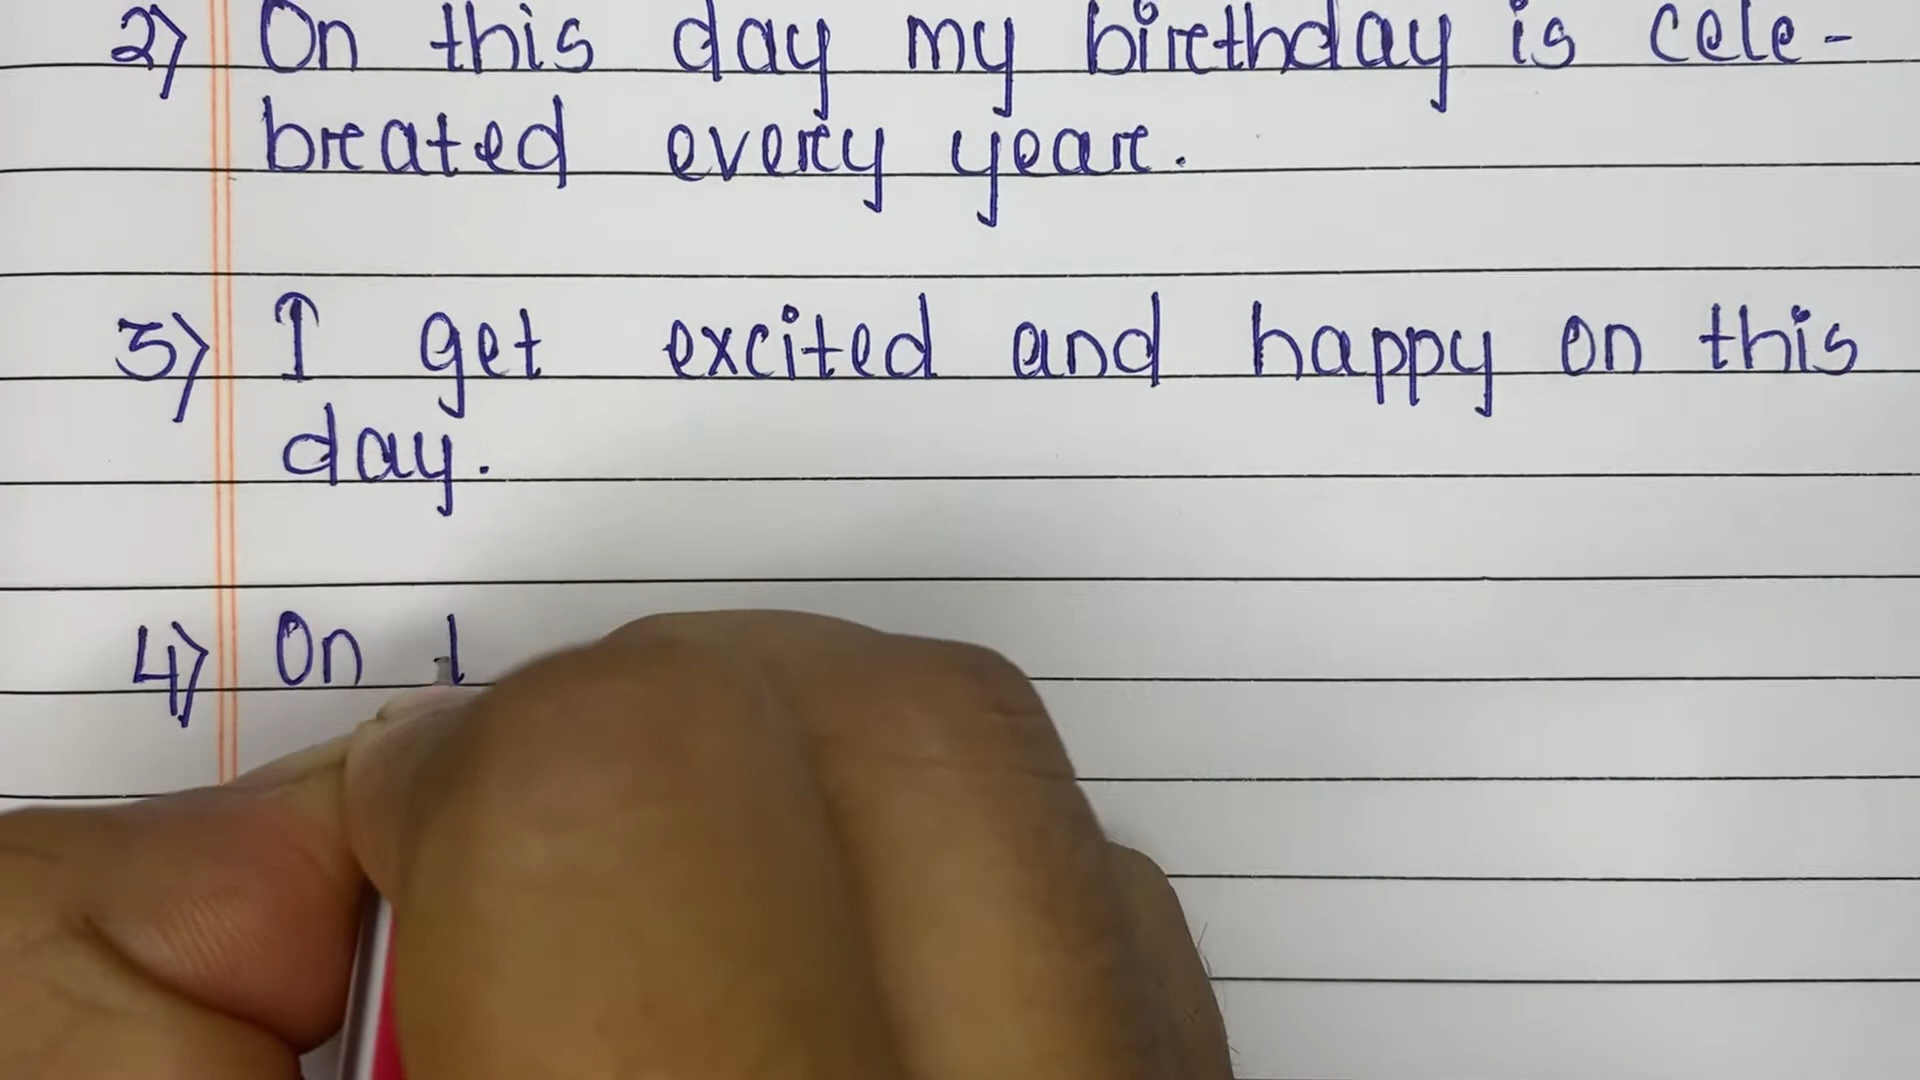 2) On this day my birthday is cele-
brated every year.
3) I get excited and happy on this
day.
4) On